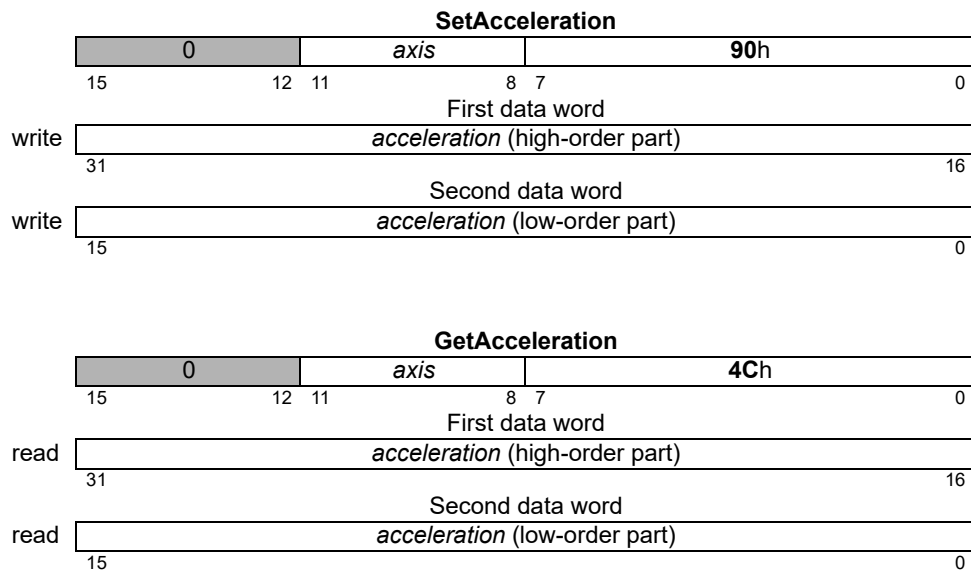 SetAcceleration
0 axis 90h
15 12 11 8 7 0
First data word
write acceleration (high-order part)
31 16
Second data word
write acceleration (low-order part)
15 0
GetAcceleration
0 axis 4Ch
15 12 11 8 7 0
First data word
read acceleration (high-order part)
31 16
Second data word
read acceleration (low-order part)
15 0